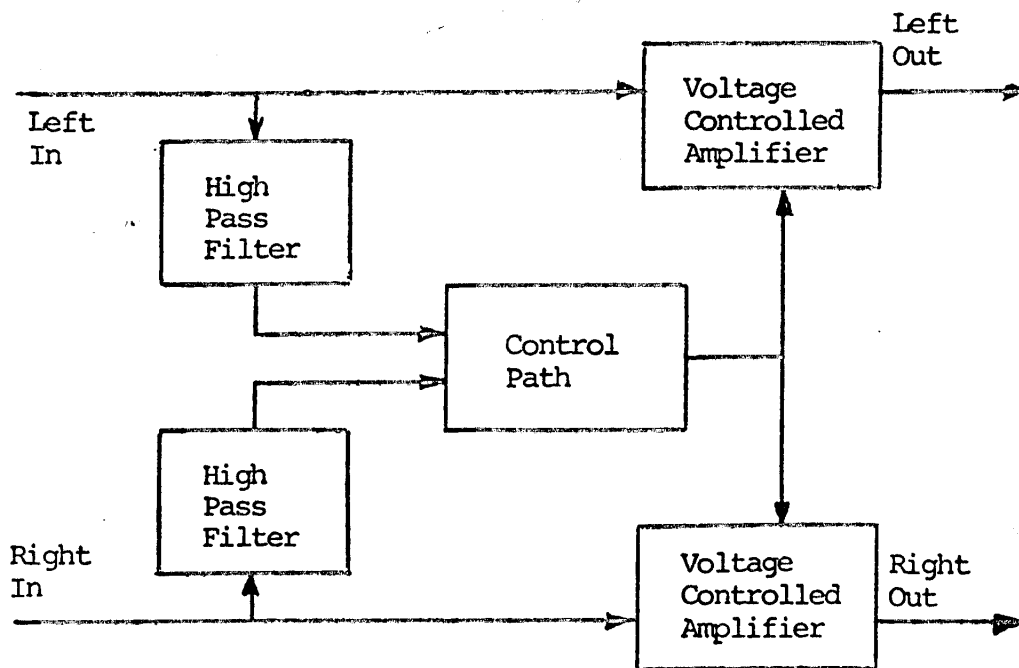 Left
Out
Voltage
Controlled
Amplifier
Left
In
High
Pass
Filter
Control
Path
High
Pass
Filter
Right
In
Voltage
Controlled
Amplifier
Right
Out